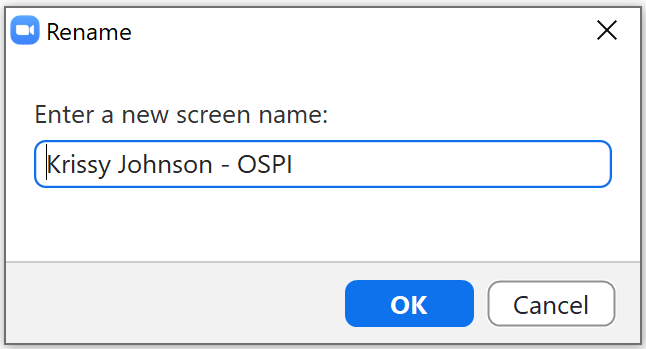 Rename
Enter a new screen name:
Krissy Johnson - OSPI
OK
Cancel